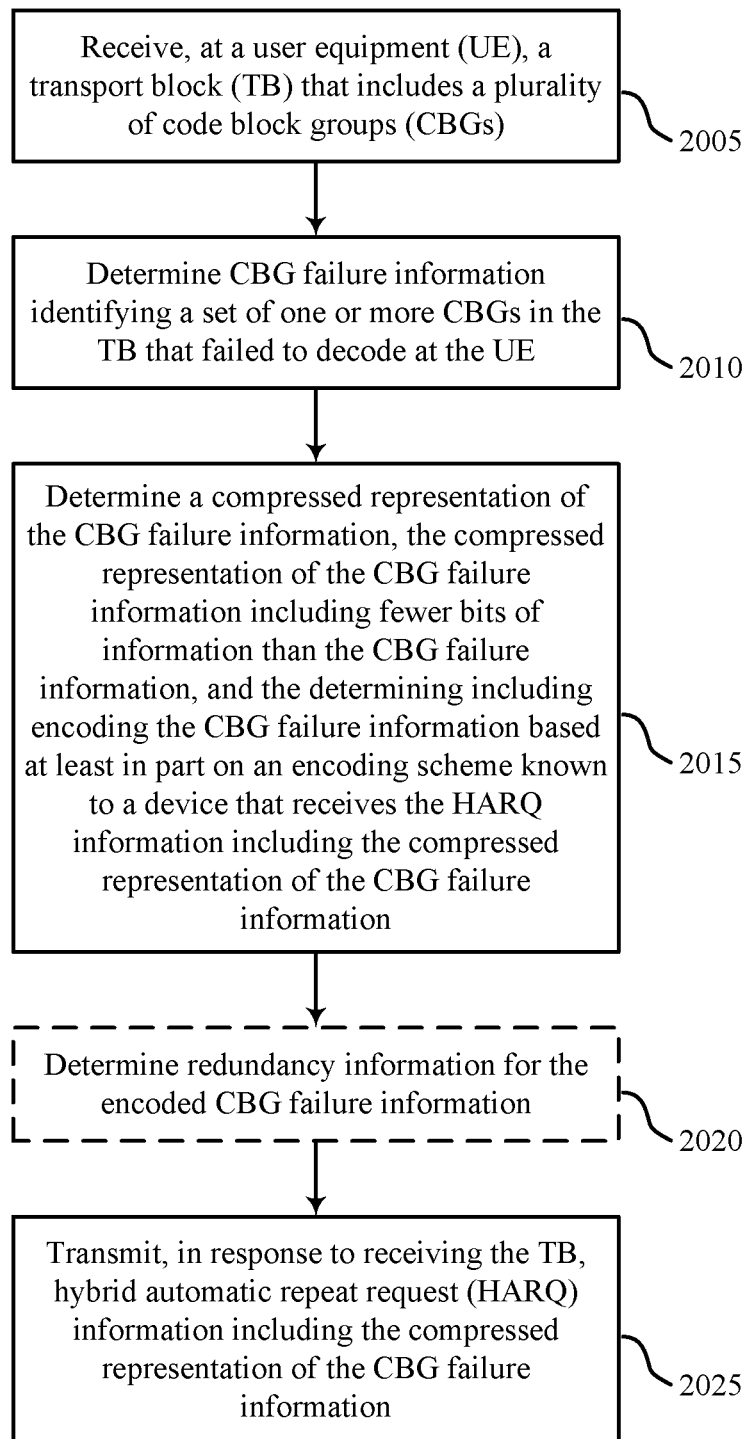 Receive, at a user equipment (UE), a
transport block (TB) that includes a plurality
of code block groups (CBGs)
2005
Determine CBG failure information
identifying a set of one or more CBGs in the
TB that failed to decode at the UE
2010
Determine a compressed representation of
the CBG failure information, the compressed
representation of the CBG failure
information including fewer bits of
information than the CBG failure
information, and the determining including
encoding the CBG failure information based
at least in part on an encoding scheme known
to a device that receives the HARQ
information including the compressed
representation of the CBG failure
information
2015
Determine redundancy information for the
encoded CBG failure information
2020
Transmit, in response to receiving the TB,
hybrid automatic repeat request (HARQ)
information including the compressed
representation of the CBG failure
information
2025